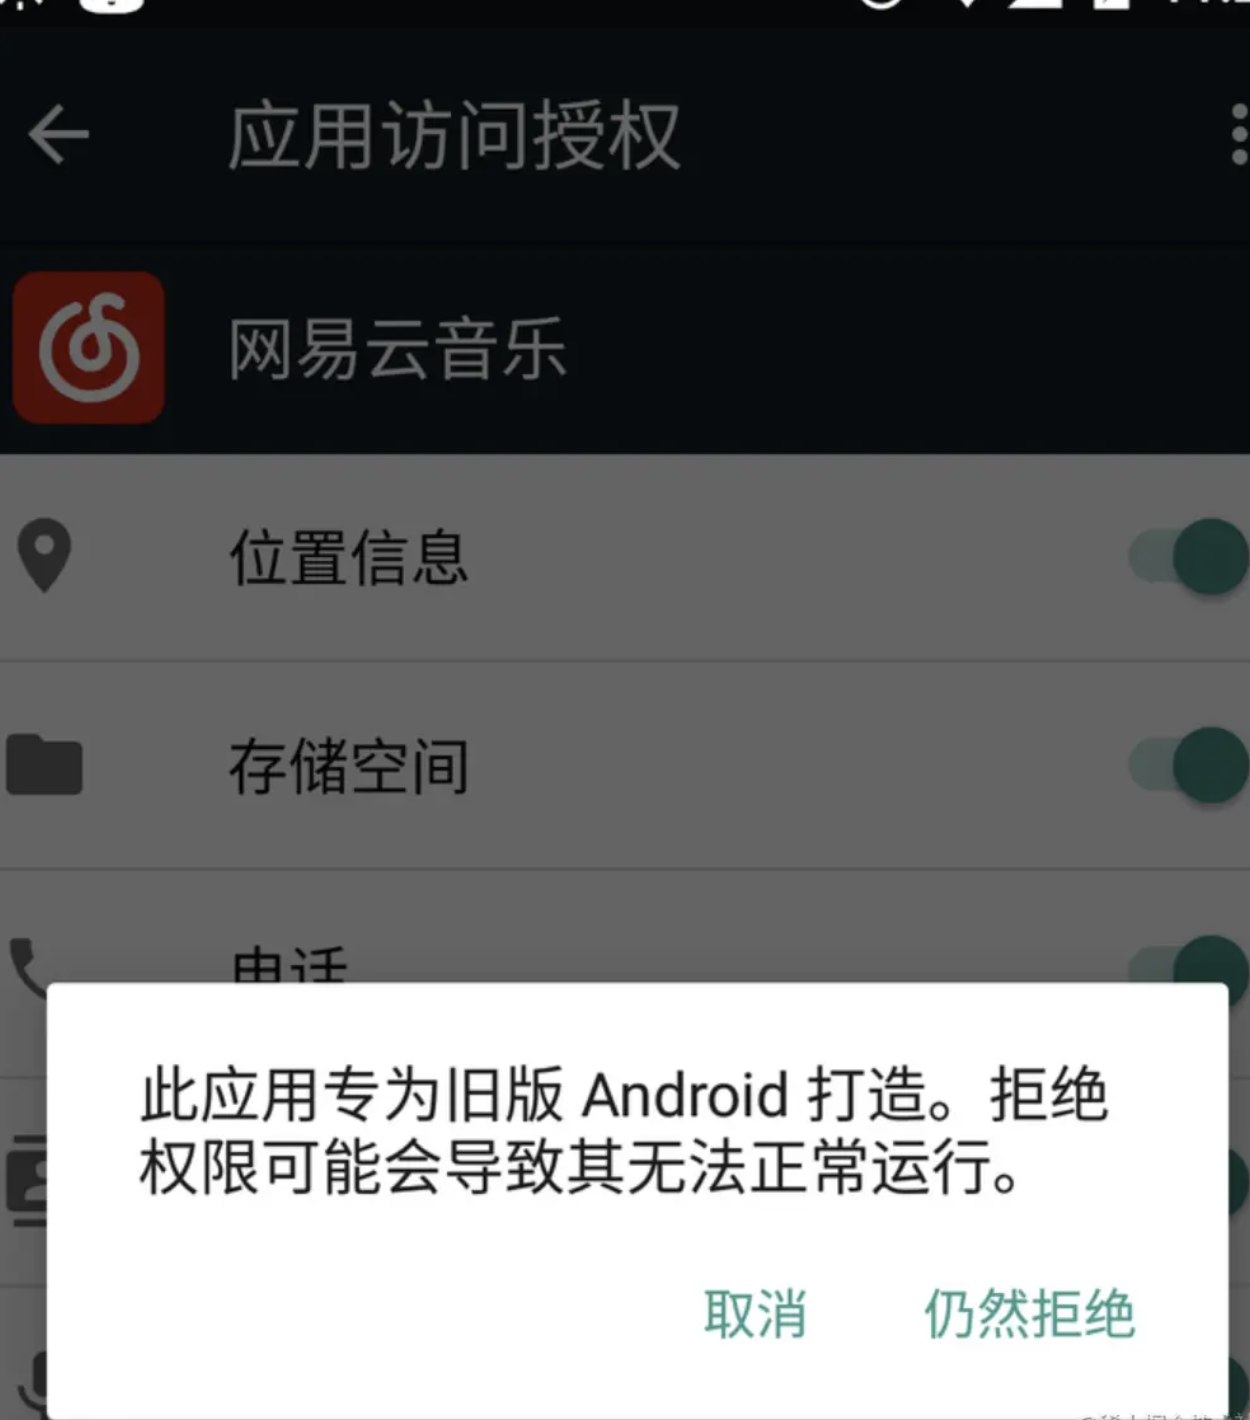 应用访问授权
网易云音乐
位置信息
存储空间
电话
此应用专为旧版 Android 打造。拒绝
权限可能会导致其无法正常运行。
取消
仍然拒绝